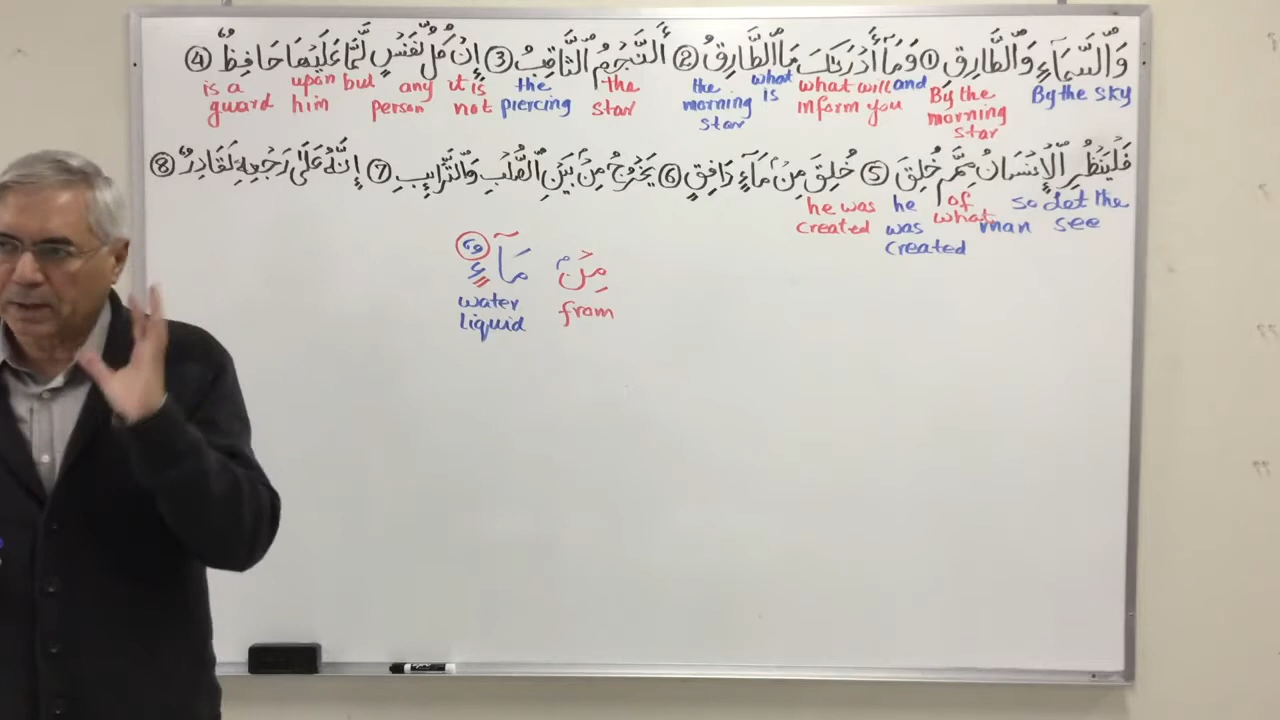 وَٱلسَّمَآءِ وَٱلطَّارِقِ ① وَمَآ أَدْرَىٰكَ مَا ٱلطَّارِقُ ② ٱلنَّجْمُ ٱلثَّاقِبُ ③ إِن كُلُّ نَفْسٍ لَّمَّا عَلَيْهَا حَافِظٌ ④
By the sky By the morning star and what will inform you what is the morning star the star the piercing it is not any person but upon him is a guard
فَلْيَنظُرِ ٱلْإِنسَانُ مِمَّ خُلِقَ ⑤ خُلِقَ مِن مَّآءٍ دَافِقٍ ⑥ يَخْرُجُ مِنۢ بَيْنِ ٱلصُّلْبِ وَٱلتَّرَآئِبِ ⑦ إِنَّهُۥ عَلَىٰ رَجْعِهِۦ لَقَادِرٌ ⑧
so let the see man of what he was created he was created
مِنْ مَآءٍ
from water liquid